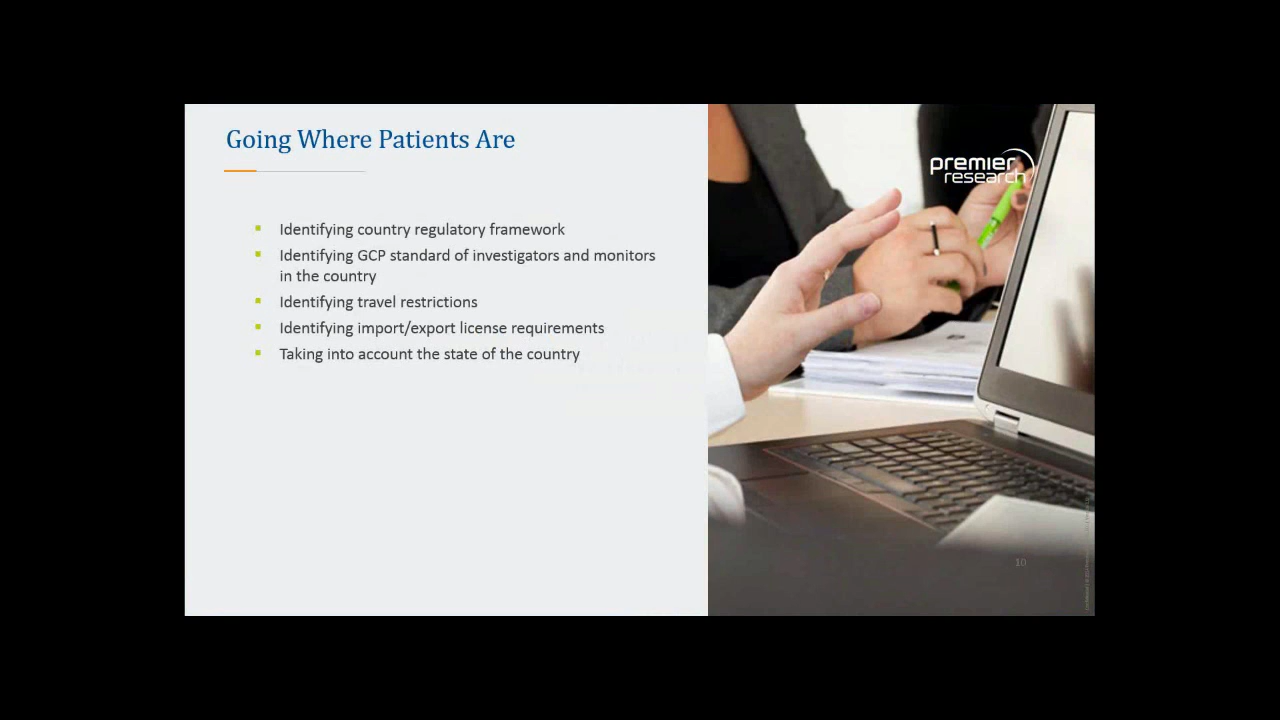 Going Where Patients Are
premier
research
Identifying country regulatory framework
Identifying GCP standard of investigators and monitors
in the country
Identifying travel restrictions
Identifying import/export license requirements
Taking into account the state of the country
10